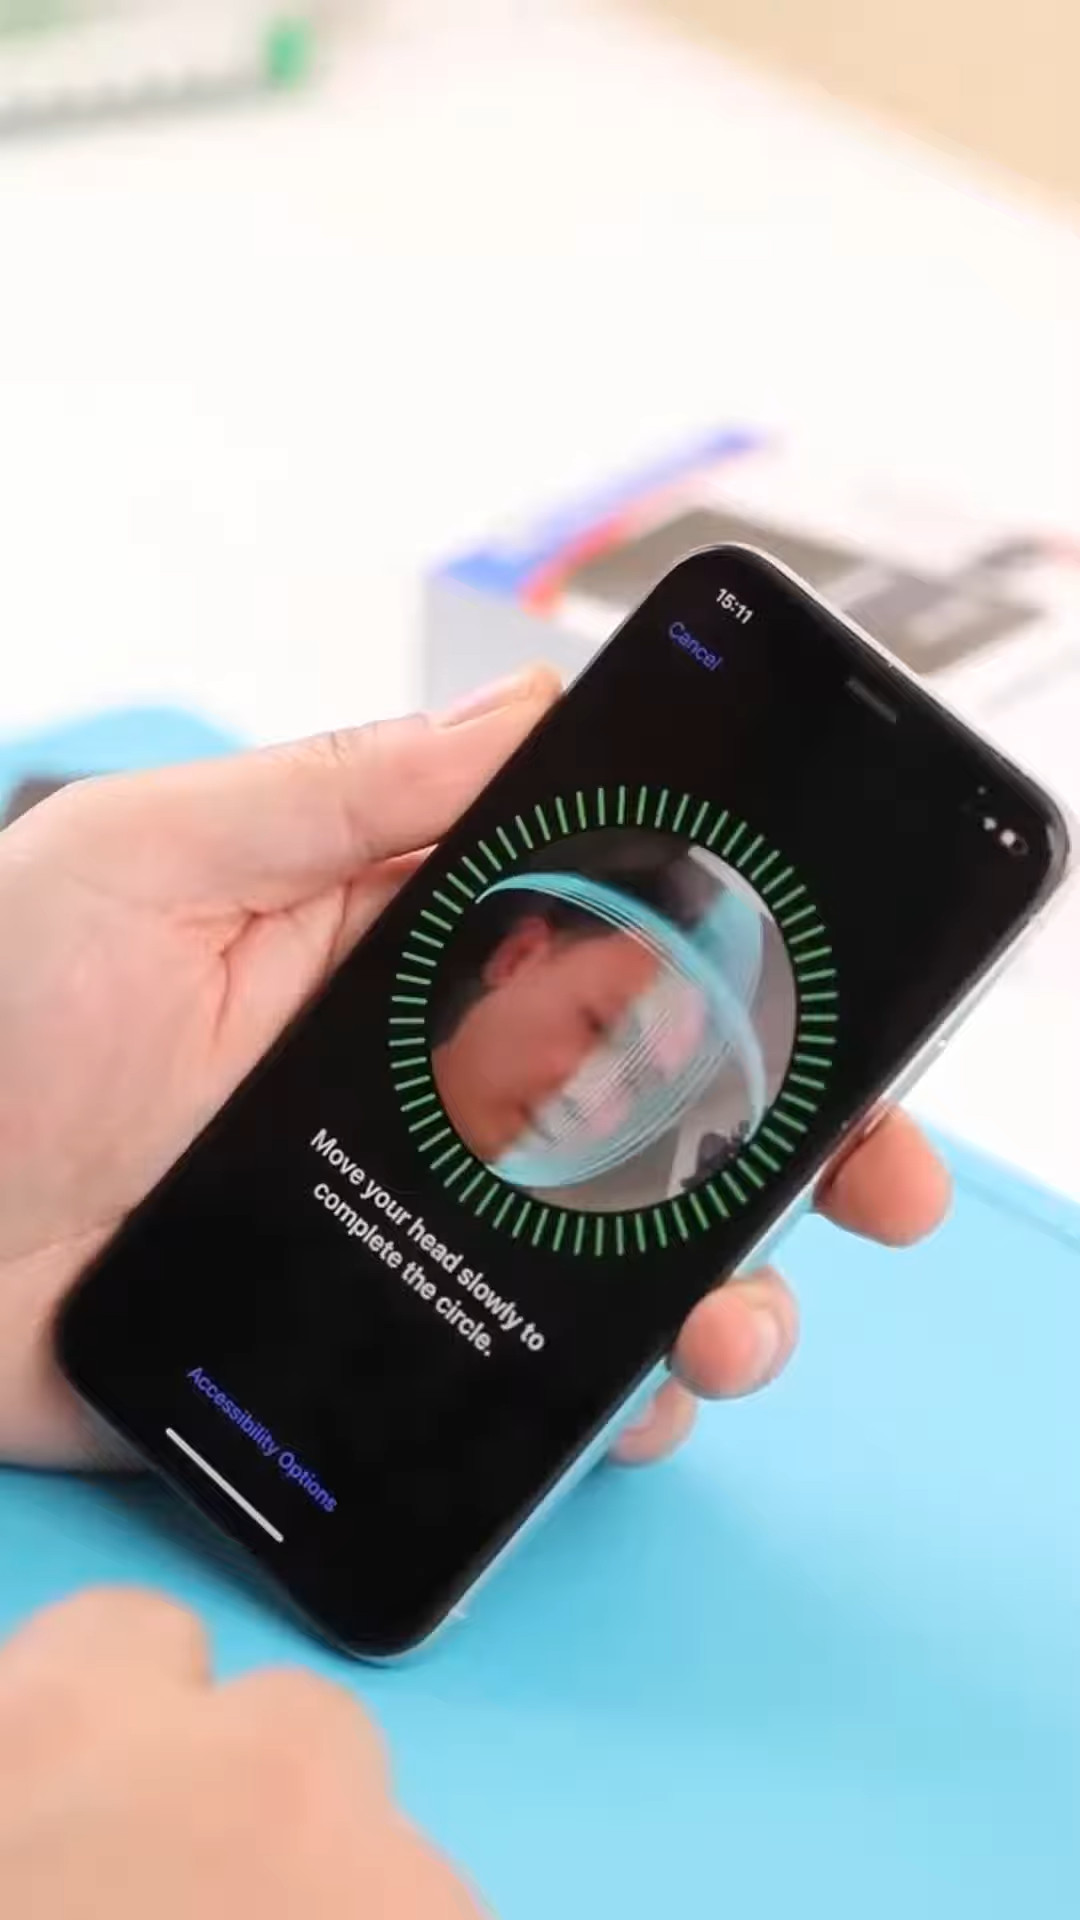 15:11
Cancel
Move your head slowly to
complete the circle.
Accessibility Options